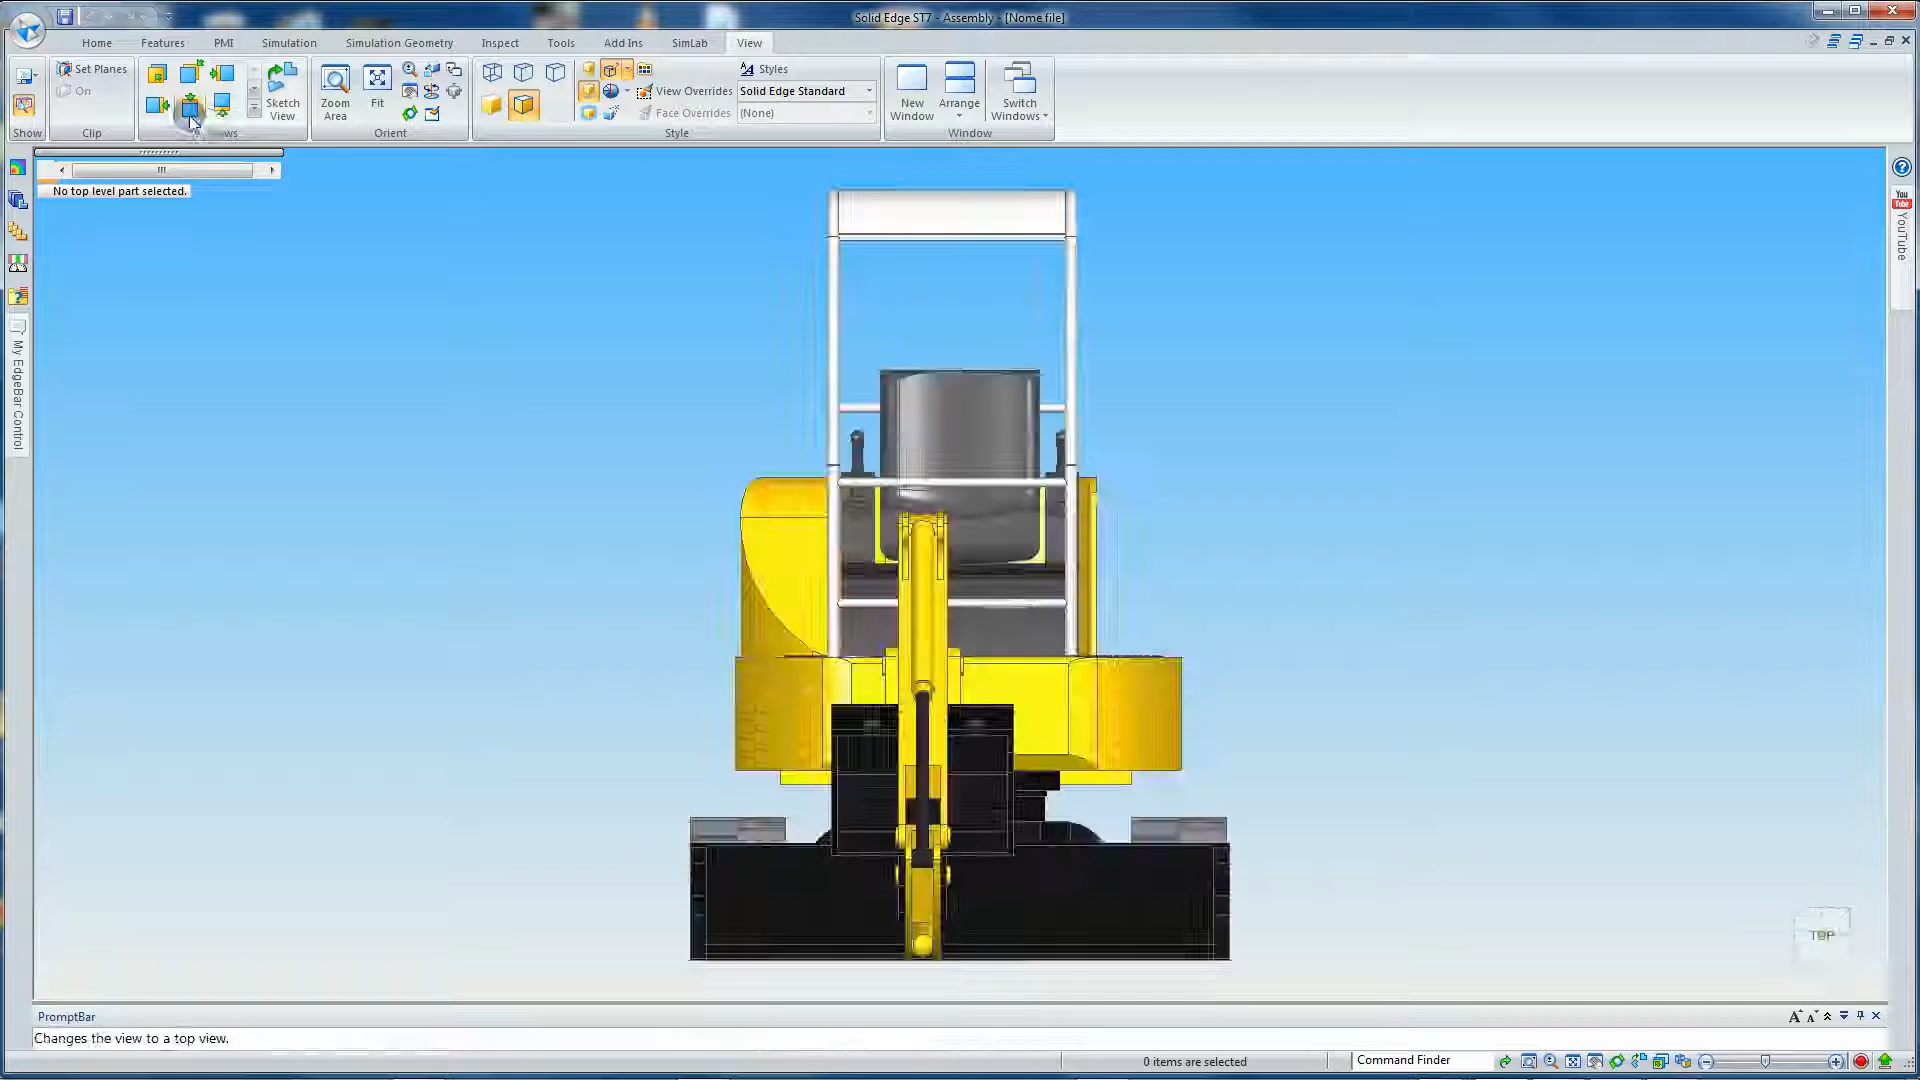 Solid Edge ST7 - Assembly - [Nome file]
Home Features PMI Simulation Simulation Geometry Inspect Tools Add Ins SimLab View
Set Planes
On
Show
Clip
ws
Sketch View
Zoom Area
Fit
Orient
View Overrides
Face Overrides
Styles
Solid Edge Standard
(None)
Style
New Window
Arrange
Switch Windows
Window
No top level part selected.
My EdgeBar Control
You Tube
YouTube
TOP
PromptBar
Changes the view to a top view.
0 items are selected
Command Finder